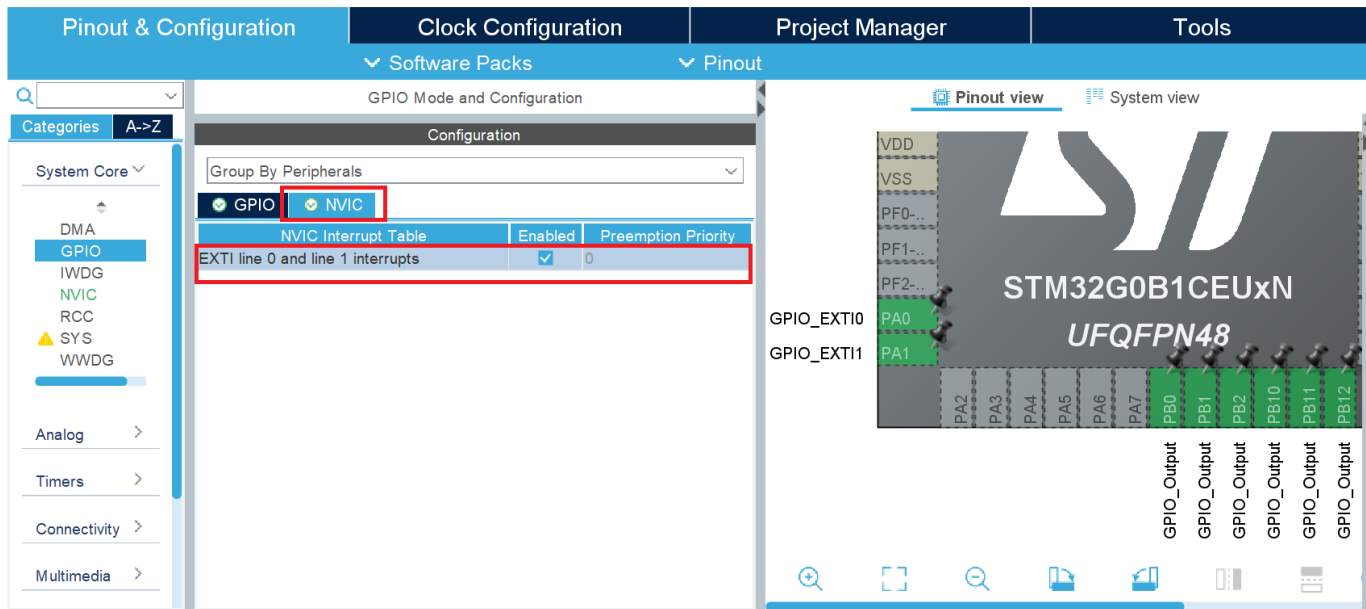 Pinout & Configuration
Clock Configuration
Project Manager
Tools
Software Packs
Pinout
Categories
A->Z
System Core
DMA
GPIO
IWDG
NVIC
RCC
SYS
WWDG
Analog
Timers
Connectivity
Multimedia
GPIO Mode and Configuration
Configuration
Group By Peripherals
GPIO
NVIC
NVIC Interrupt Table Enabled Preemption Priority
EXTI line 0 and line 1 interrupts 0
Pinout view
System view
VDD
VSS
PF0-..
PF1-..
PF2-..
GPIO_EXTI0 PA0
GPIO_EXTI1 PA1
STM32G0B1CEUxN
UFQFPN48
PA2
PA3
PA4
PA5
PA6
PA7
PB0
PB1
PB2
PB10
PB11
PB12
GPIO_Output
GPIO_Output
GPIO_Output
GPIO_Output
GPIO_Output
GPIO_Output